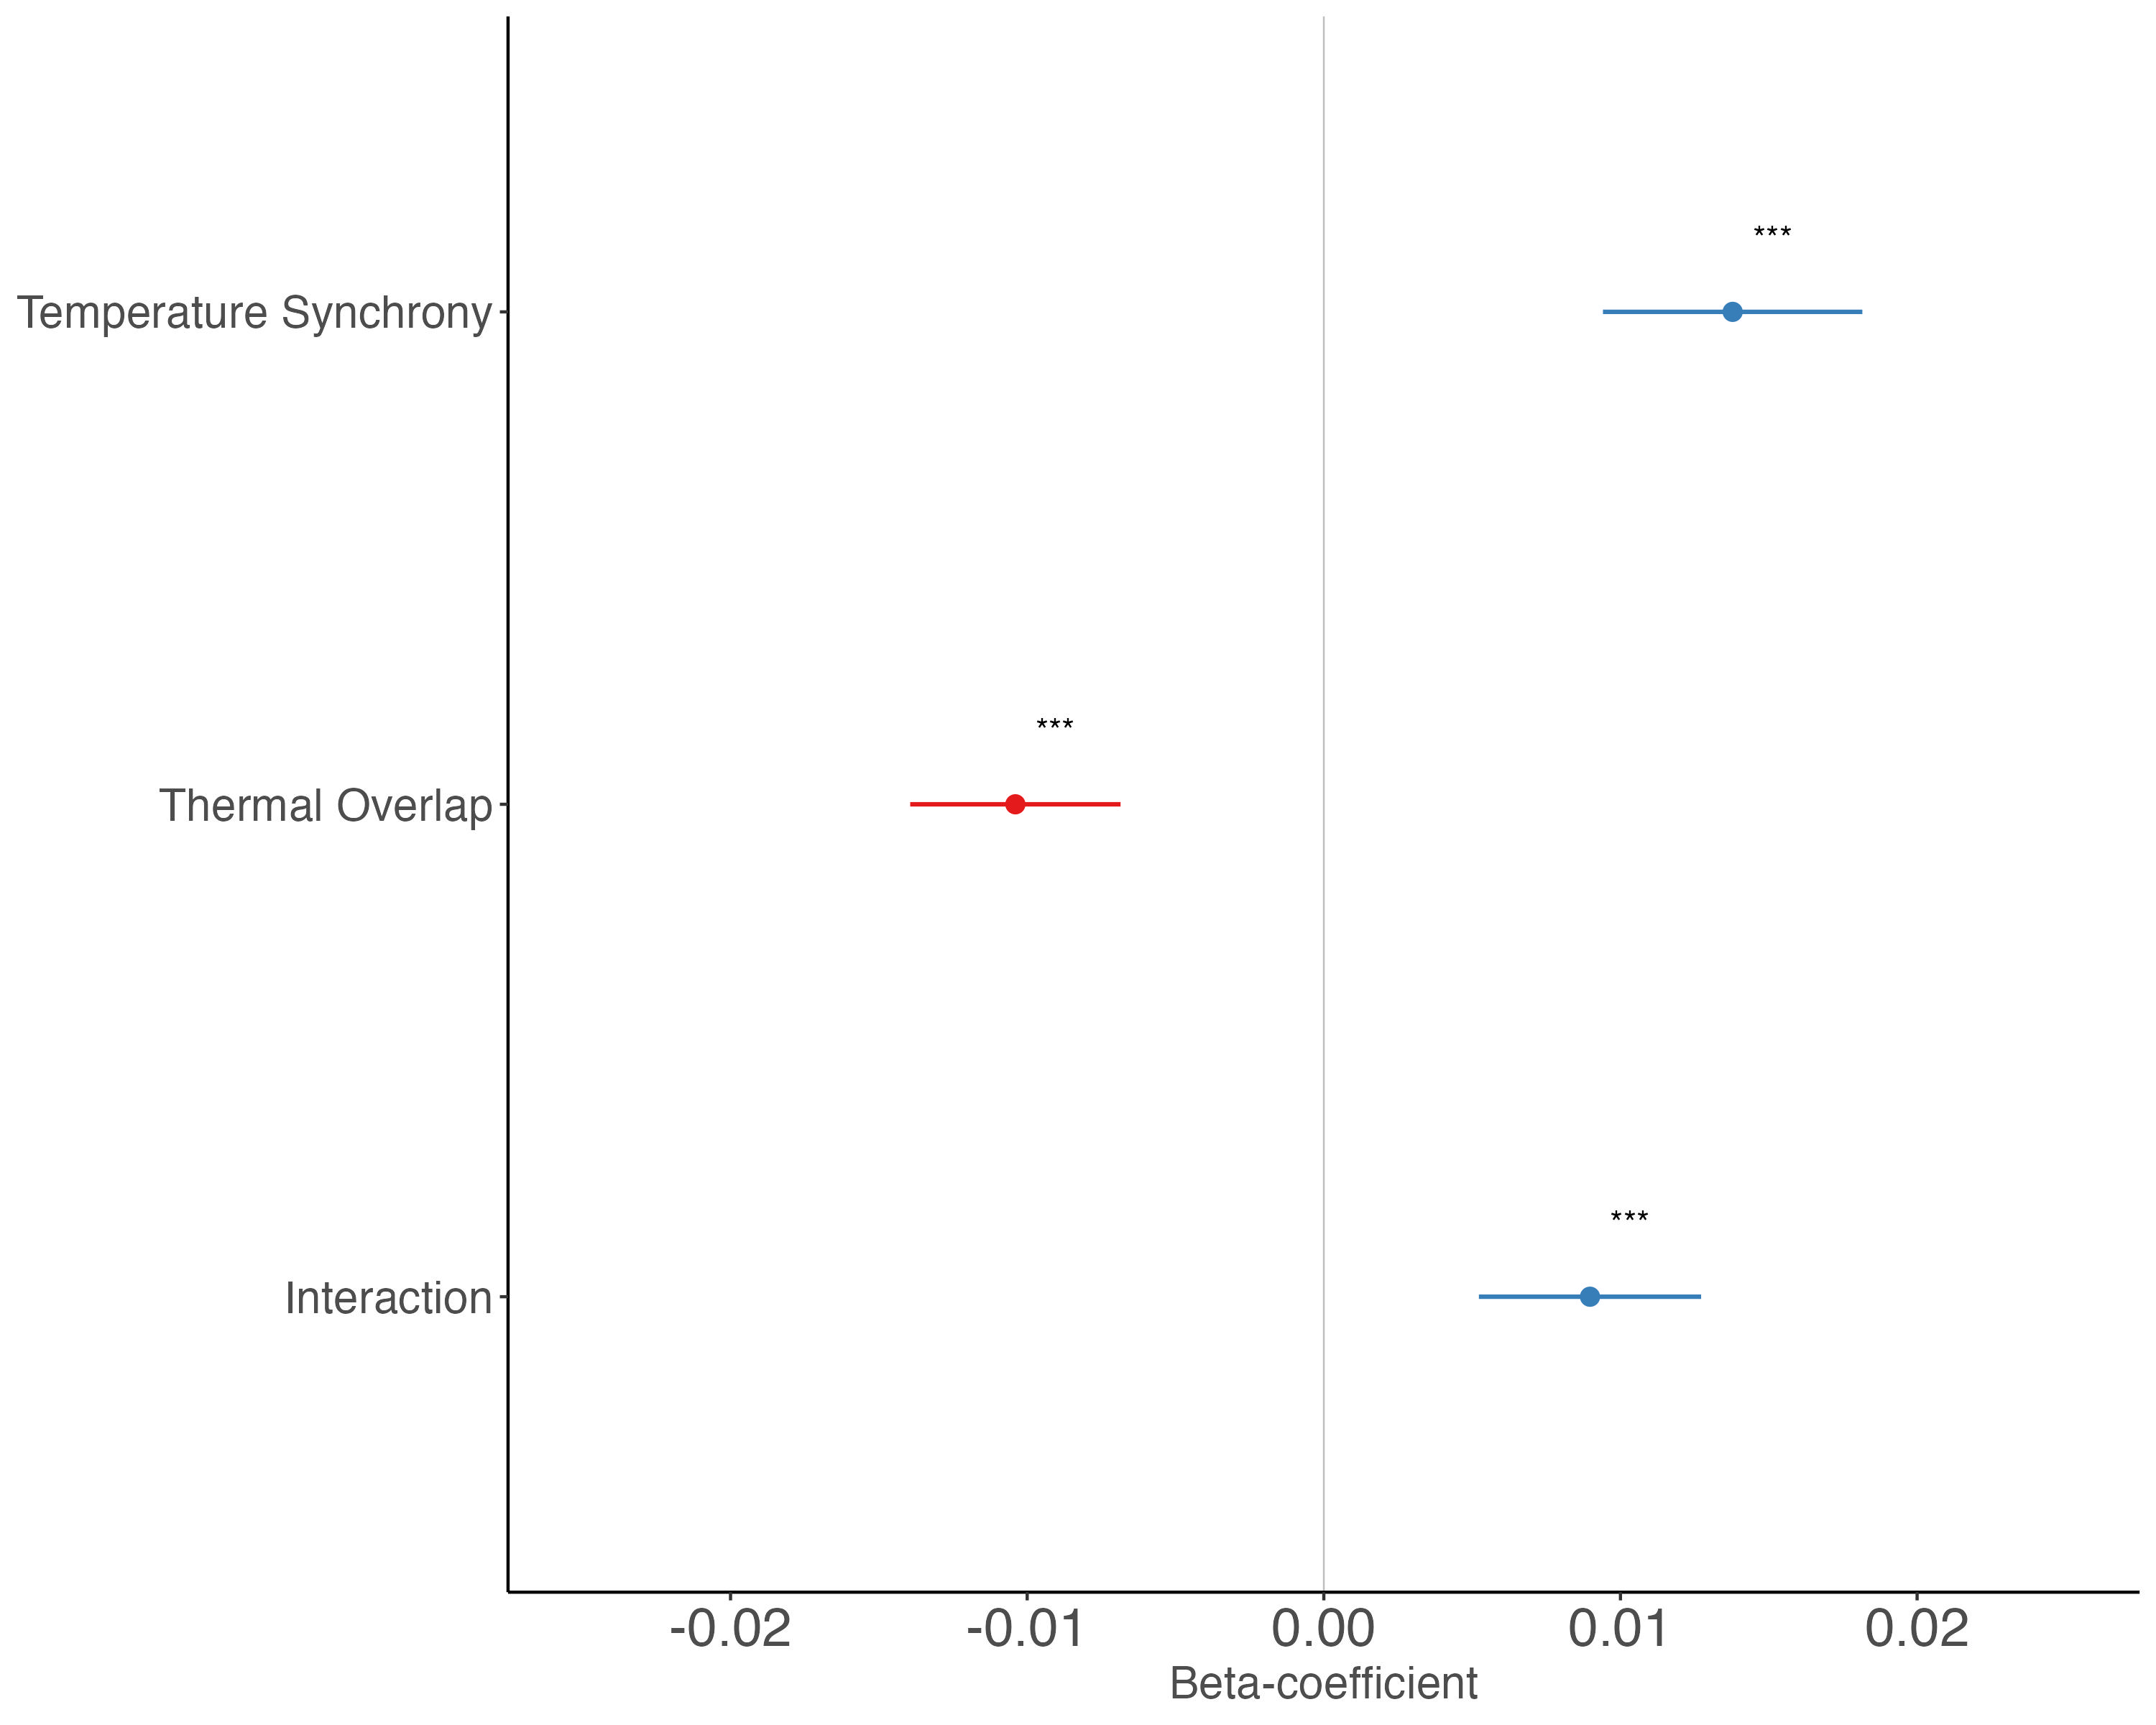 ***
Temperature Synchrony
***
Thermal Overlap
***
Interaction
-0.02 -0.01 0.00 0.01 0.02
Beta-coefficient